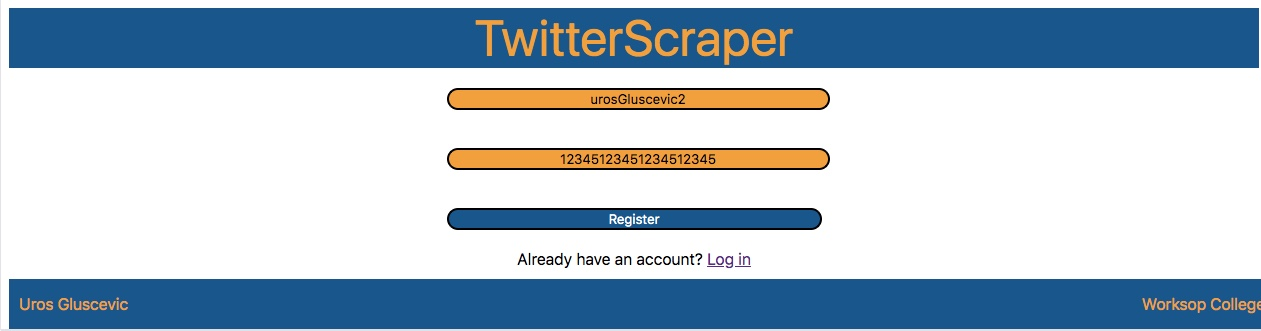 TwitterScraper
urosGluscevic2
12345123451234512345
Register
Already have an account? Log in
Uros Gluscevic
Worksop College